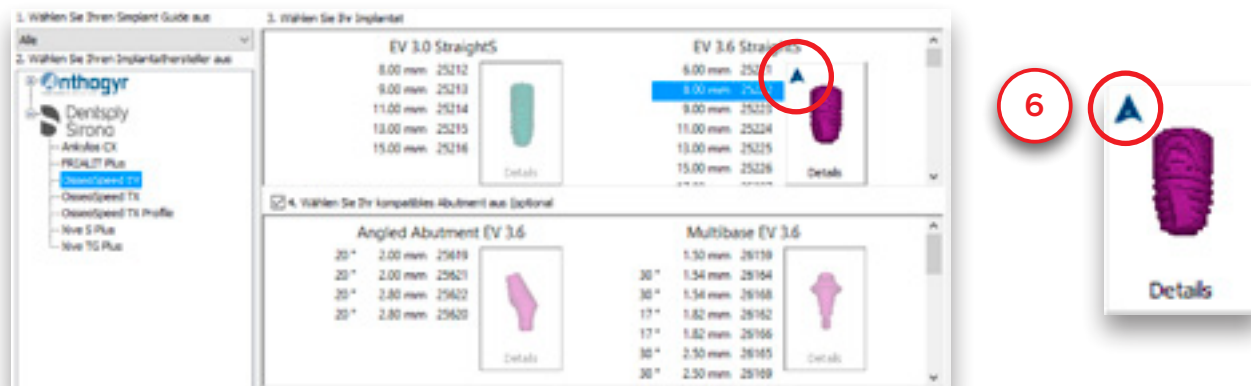 1. Wählen Sie Ihren Simplant Guide aus
Alle
2. Wählen Sie Ihren Implanthersteller aus
Anthogyr
Dentsply
Sirona
Ankylos CX
FRIALIT Plus
OsseoSpeed EV
OsseoSpeed TX
OsseoSpeed TX Profile
Xive S Plus
Xive TG Plus
3. Wählen Sie Ihr Implantat
EV 3.0 StraightS
8.00 mm 25212
9.00 mm 25213
11.00 mm 25214
13.00 mm 25215
15.00 mm 25216
Details
EV 3.6 StraightS
6.00 mm 25221
8.00 mm 25222
9.00 mm 25223
11.00 mm 25224
13.00 mm 25225
15.00 mm 25226
Details
4. Wählen Sie Ihr kompatibles Abutment aus (optional
Angled Abutment EV 3.6
20° 2.00 mm 25619
20° 2.00 mm 25621
20° 2.80 mm 25622
20° 2.80 mm 25620
Details
Multibase EV 3.6
1.50 mm 26159
30° 1.54 mm 26164
30° 1.54 mm 26168
17° 1.82 mm 26162
17° 1.82 mm 26166
30° 2.50 mm 26165
30° 2.50 mm 26169
Details
6
Details